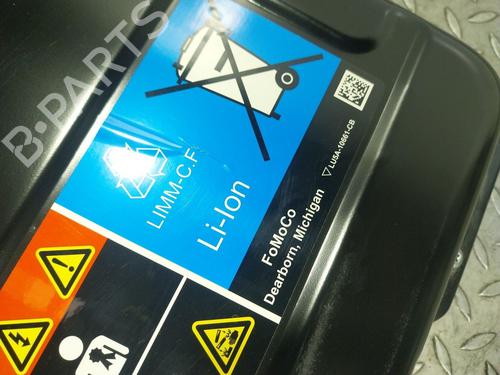 B-PARTS
LIMM-C.F
Li-Ion
FoMoCo
Dearborn, Michigan
LU5A-10661-CB